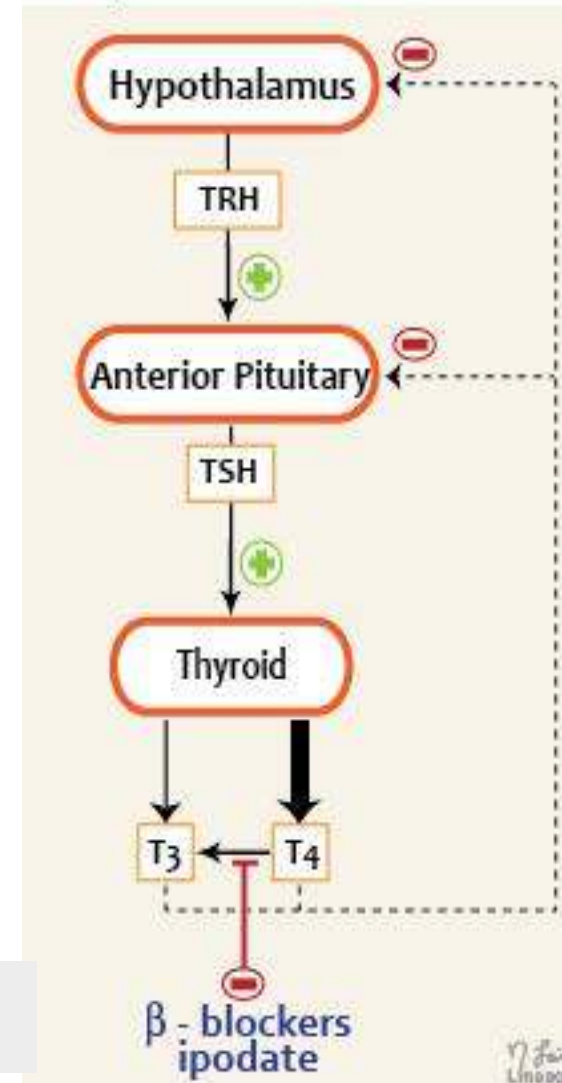 Hypothalamus
TRH
Anterior Pituitary
TSH
Thyroid
T3
T4
β - blockers
ipodate